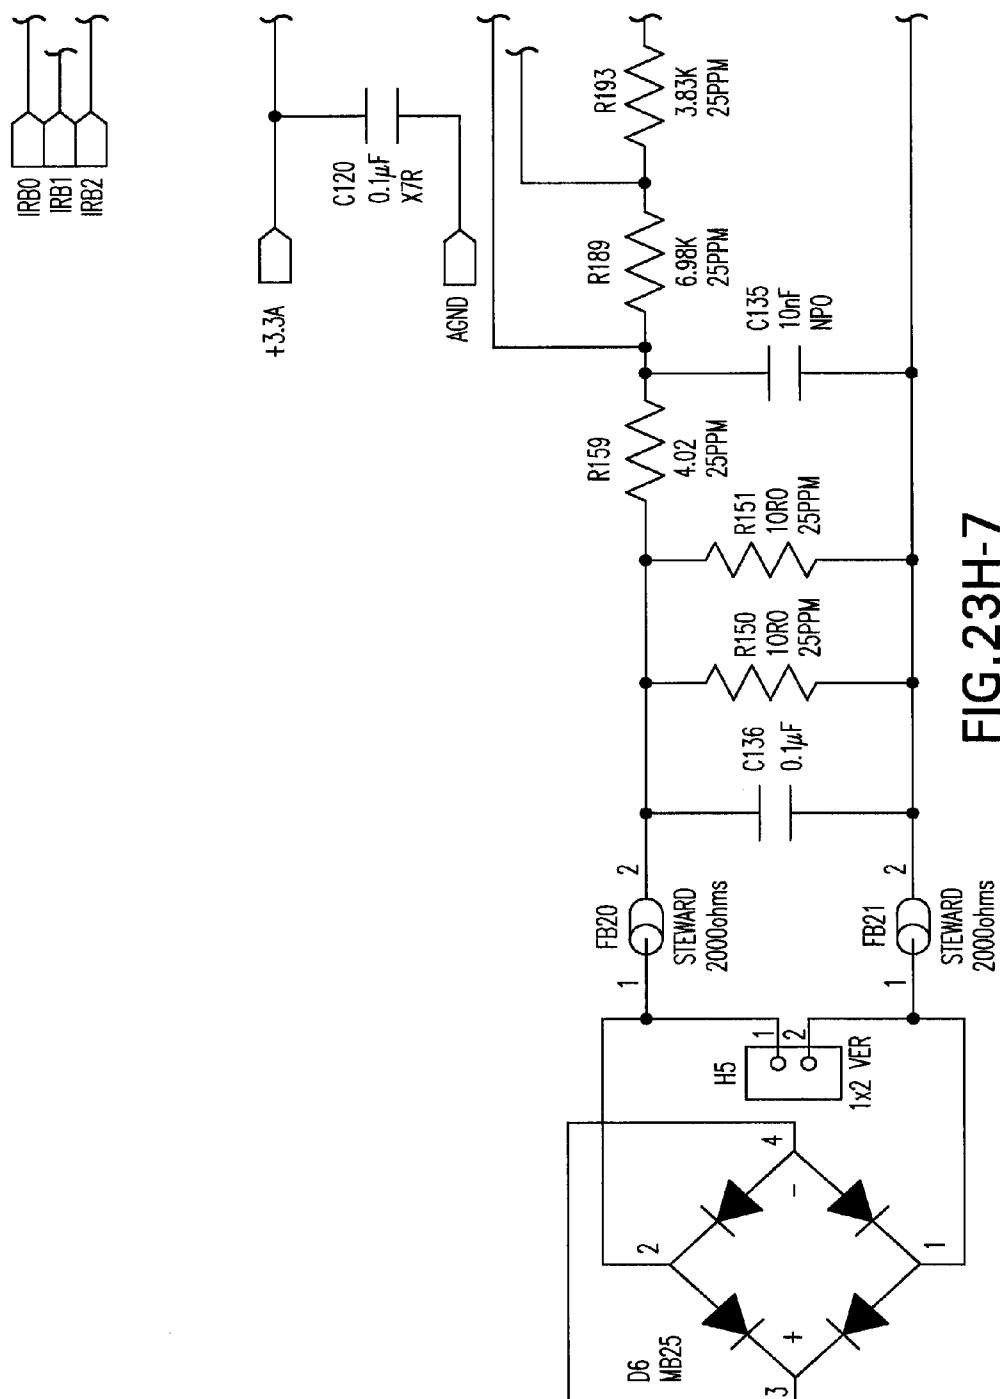 IRB0
IRB1
IRB2
+3.3A
C120
0.1µF
X7R
AGND
R193
3.83K
25PPM
R189
6.98K
25PPM
C135
10nF
NPO
R159
4.02
25PPM
R151
10R0
25PPM
R150
10R0
25PPM
C136
0.1µF
FB20
1
2
STEWARD
2000ohms
FB21
1
2
STEWARD
2000ohms
H5
1
2
1x2 VER
D6
MB25
2
4
-
+
3
1
FIG.23H-7